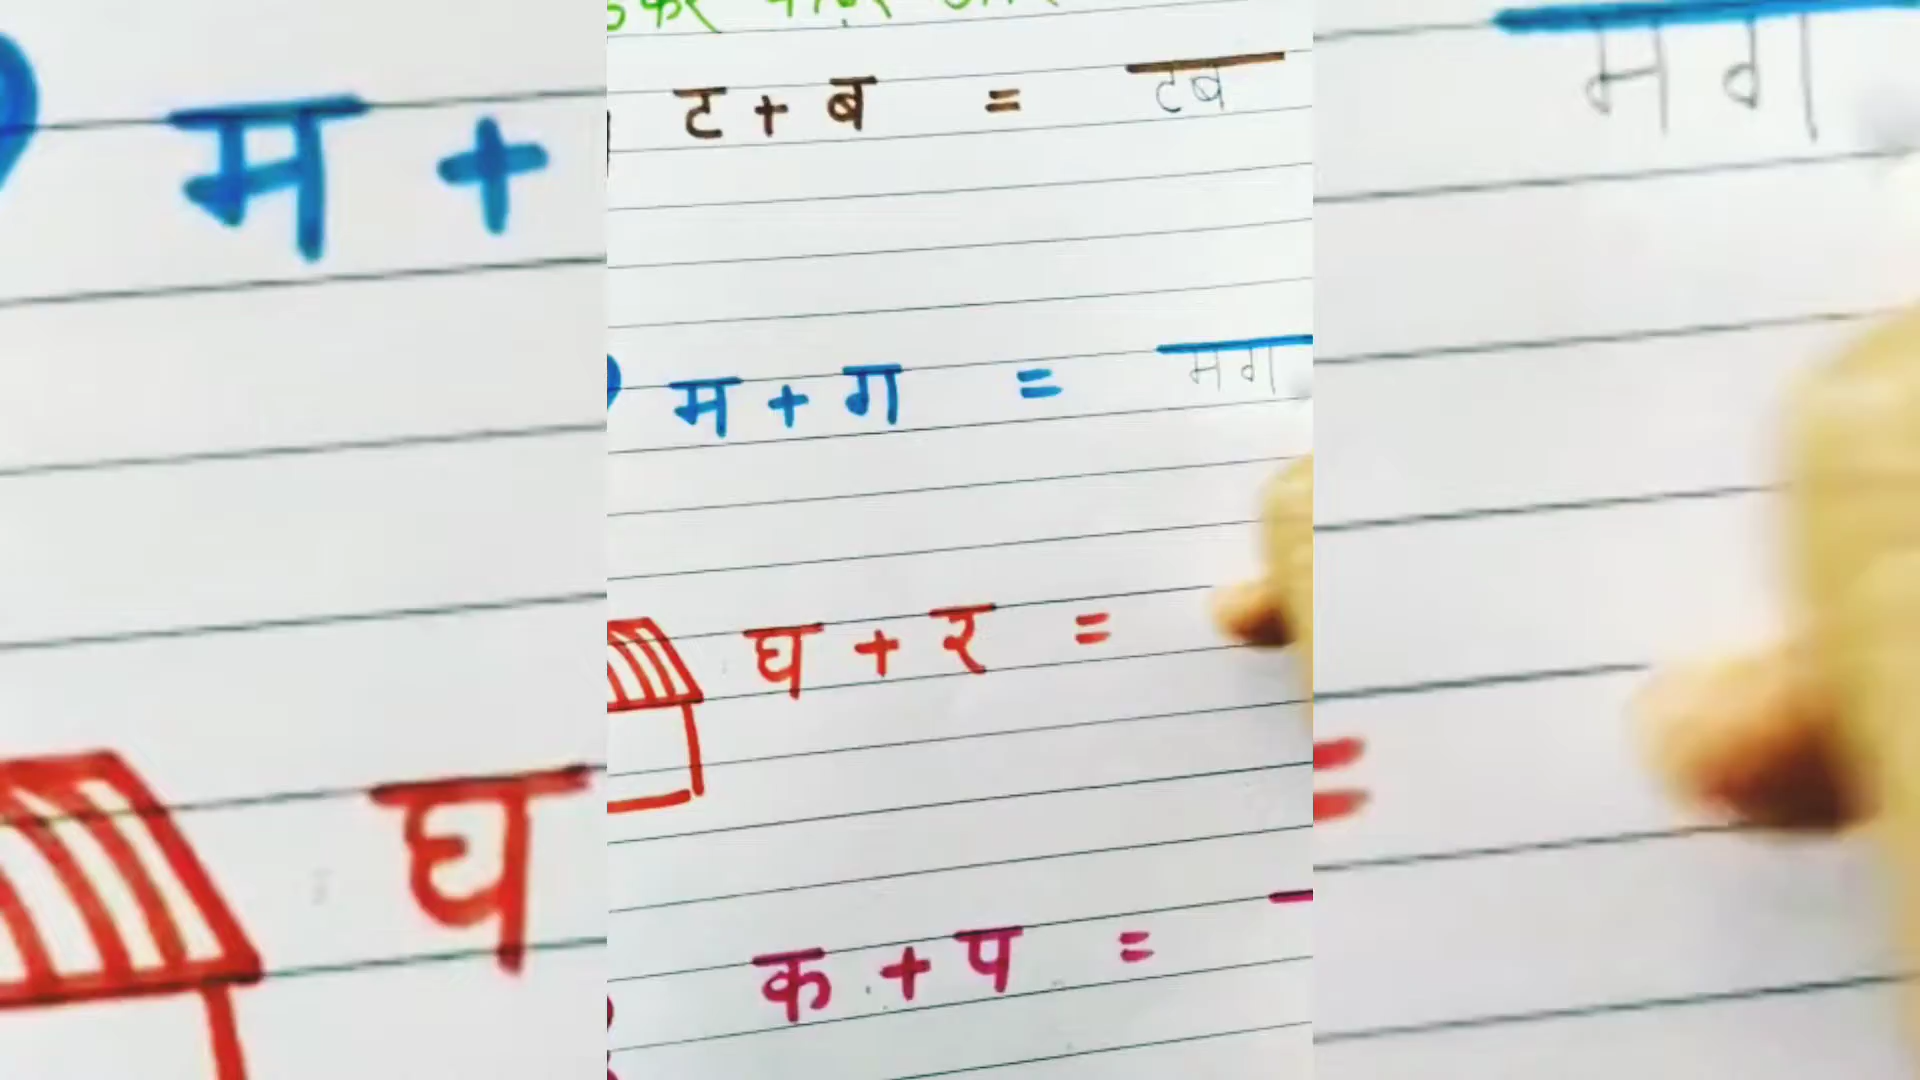 ट + ब = टब
म + ग = मग
घ + र =
क + प =